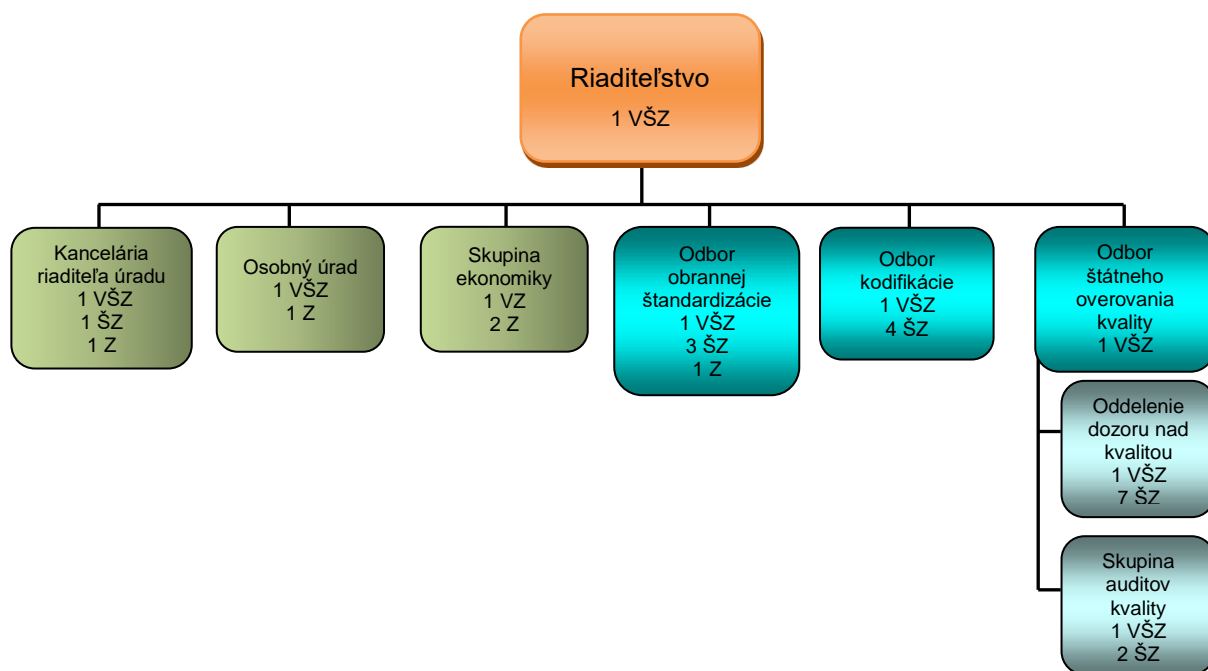 Riaditeľstvo
1 VŠZ
Kancelária
riaditeľa úradu
1 VŠZ
1 ŠZ
1 Z
Osobný úrad
1 VŠZ
1 Z
Skupina
ekonomiky
1 VZ
2 Z
Odbor
obrannej
štandardizácie
1 VŠZ
3 ŠZ
1 Z
Odbor
kodifikácie
1 VŠZ
4 ŠZ
Odbor
štátneho
overovania
kvality
1 VŠZ
Oddelenie
dozoru nad
kvalitou
1 VŠZ
7 ŠZ
Skupina
auditov
kvality
1 VŠZ
2 ŠZ